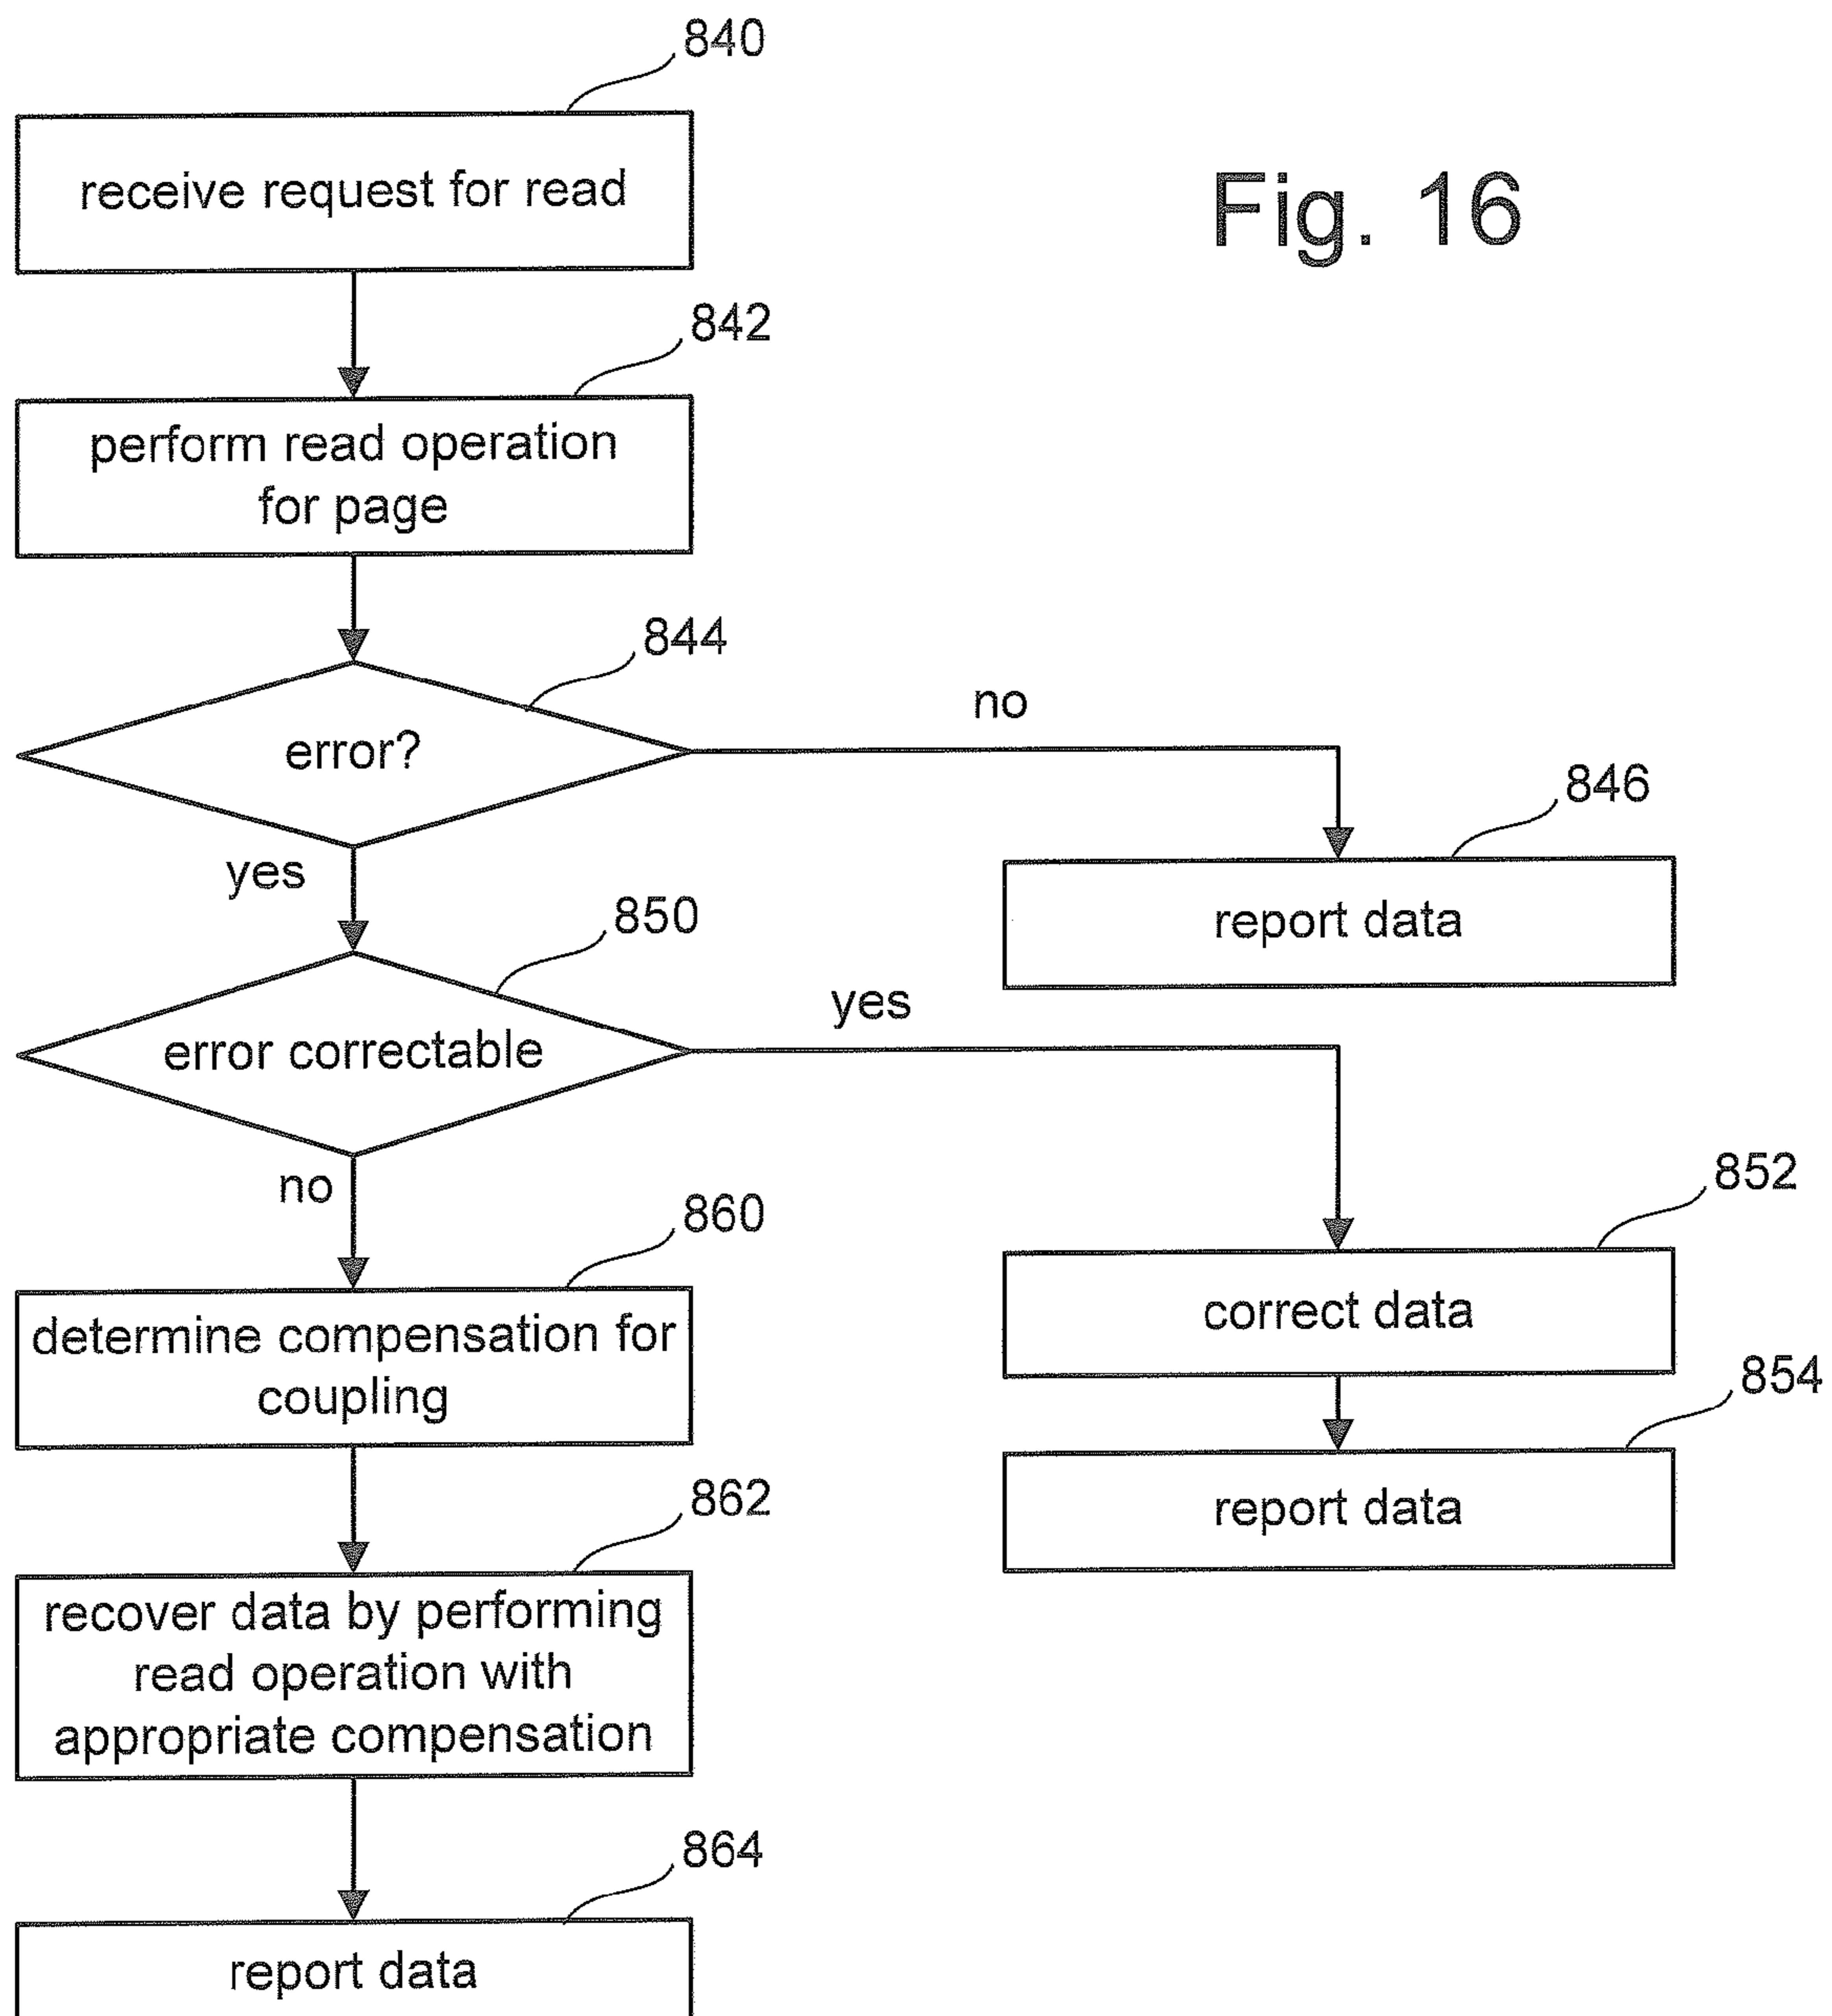 840
receive request for read
Fig. 16
842
perform read operation
for page
844
error?
no
846
report data
yes
850
error correctable
yes
852
correct data
854
report data
no
860
determine compensation for
coupling
862
recover data by performing
read operation with
appropriate compensation
864
report data